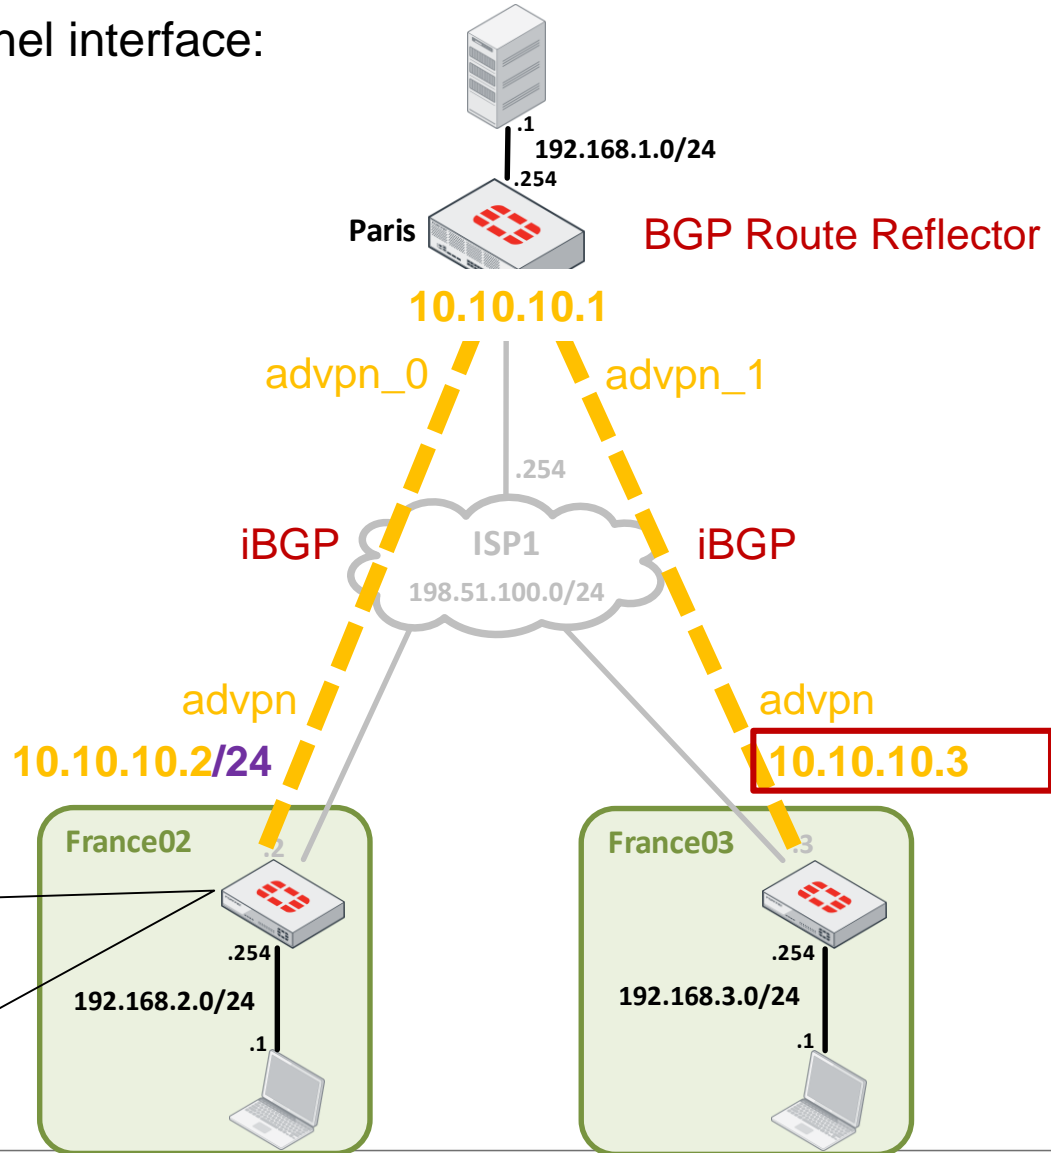 nel interface:
.1
192.168.1.0/24
.254
Paris
BGP Route Reflector
10.10.10.1
advpn_0
advpn_1
.254
iBGP
ISP1
iBGP
198.51.100.0/24
advpn
advpn
10.10.10.2/24
10.10.10.3
France02
.2
France03
.3
.254
.254
192.168.2.0/24
192.168.3.0/24
.1
.1